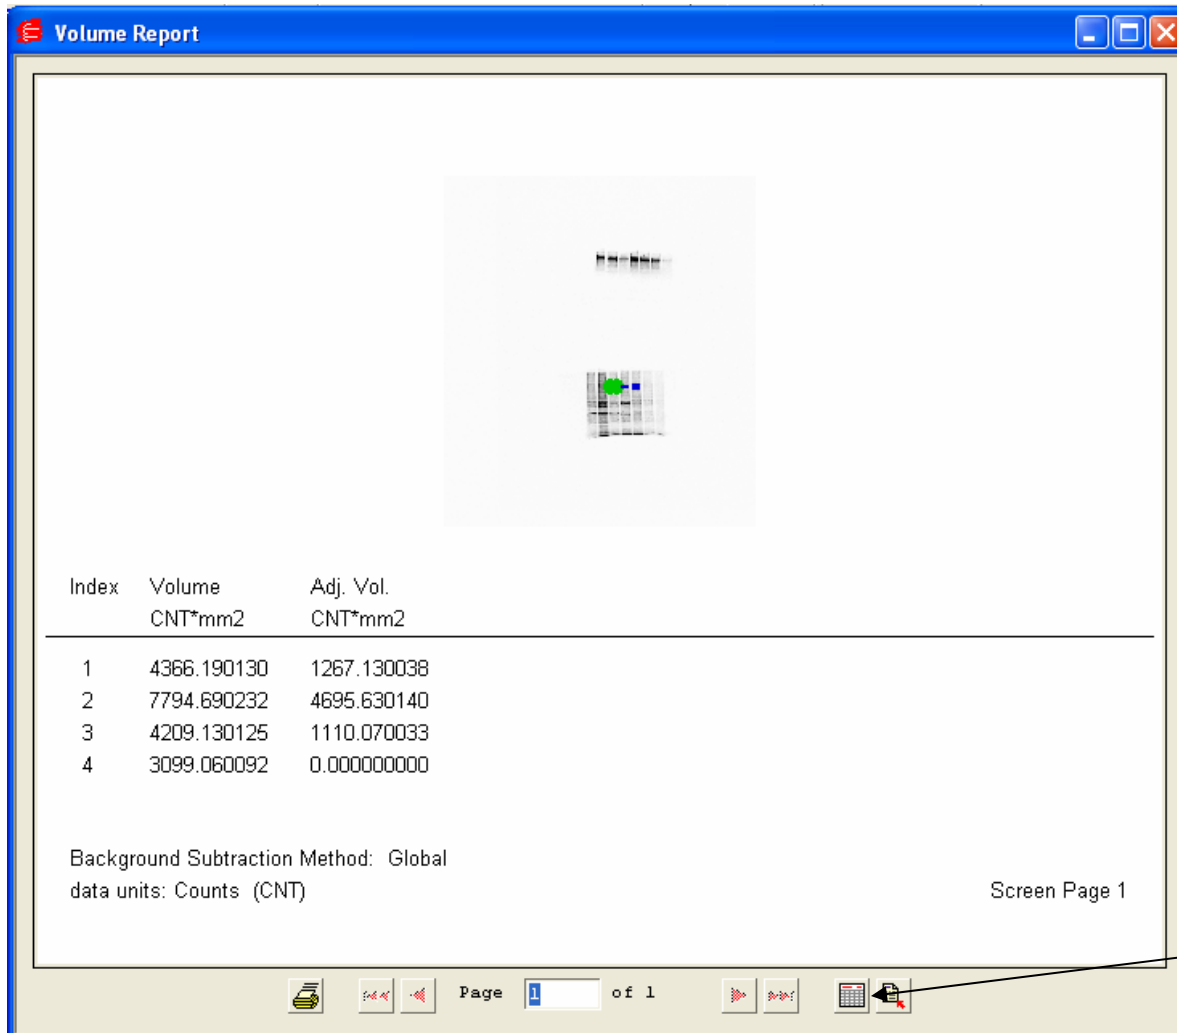 Volume Report
Index Volume Adj. Vol.
CNT*mm2 CNT*mm2
1 4366.190130 1267.130038
2 7794.690232 4695.630140
3 4209.130125 1110.070033
4 3099.060092 0.000000000
Background Subtraction Method: Global
data units: Counts (CNT) Screen Page 1
Page 1 of 1